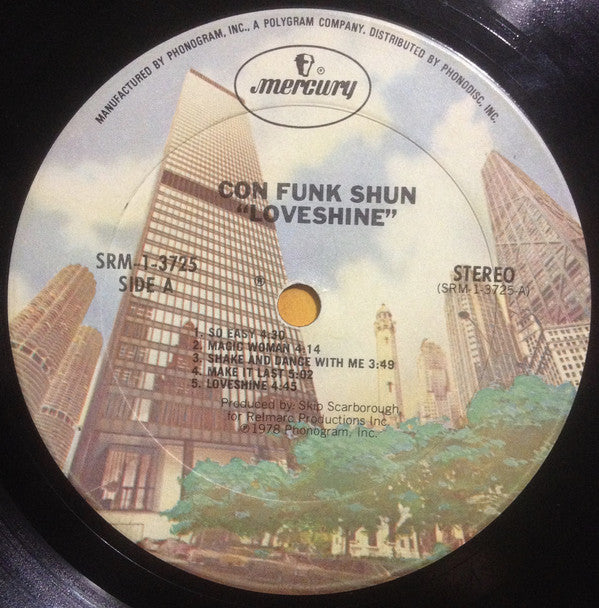 MANUFACTURED BY PHONOGRAM, INC., A POLYGRAM COMPANY. DISTRIBUTED BY PHONODISC, INC.
mercury ®
CON FUNK SHUN
"LOVESHINE"
SRM-1-3725
SIDE A
®
STEREO
(SRM-1-3725-A)
1. SO EASY 4:30
2. MAGIC WOMAN 4:14
3. SHAKE AND DANCE WITH ME 3:49
4. MAKE IT LAST 5:02
5. LOVESHINE 4:45
Produced by: Skip Scarborough,
for Relmarc Productions Inc.
℗1978 Phonogram, Inc.